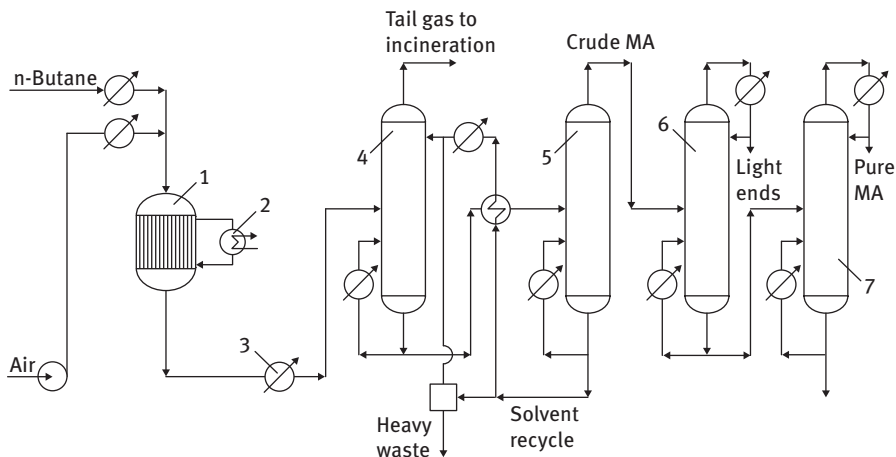 Tail gas to
incineration
Crude MA
n-Butane
1
2
3
4
5
6
7
Light
ends
Pure
MA
Air
Heavy
waste
Solvent
recycle